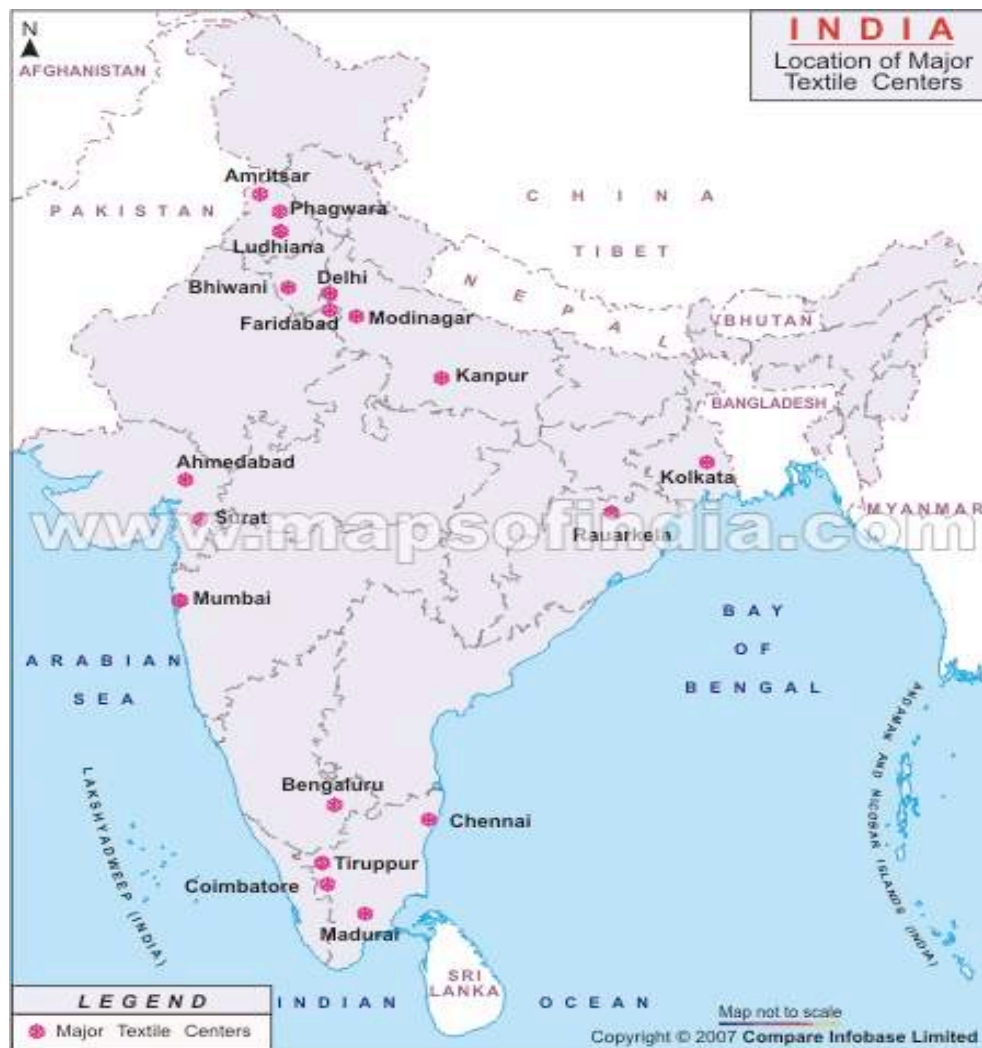 N
INDIA
Location of Major
Textile Centers
AFGHANISTAN
Amritsar
CHINA
PAKISTAN
Phagwara
Ludhiana
TIBET
Bhiwani
Delhi
NEPAL
Faridabad
Modinagar
BHUTAN
Kanpur
BANGLADESH
Ahmedabad
Kolkata
Surat
www.mapsofindia.com
MYANMAR
Rauarkela
Mumbai
BAY
OF
BENGAL
ARABIAN
SEA
ANDAMAN AND NICOBAR ISLANDS (INDIA)
LAKSHYADWEEP (INDIA)
Bengaluru
Chennai
Tiruppur
Coimbatore
Madurai
SRI
LANKA
INDIAN OCEAN
LEGEND
Major Textile Centers
Map not to scale
Copyright © 2007 Compare Infobase Limited